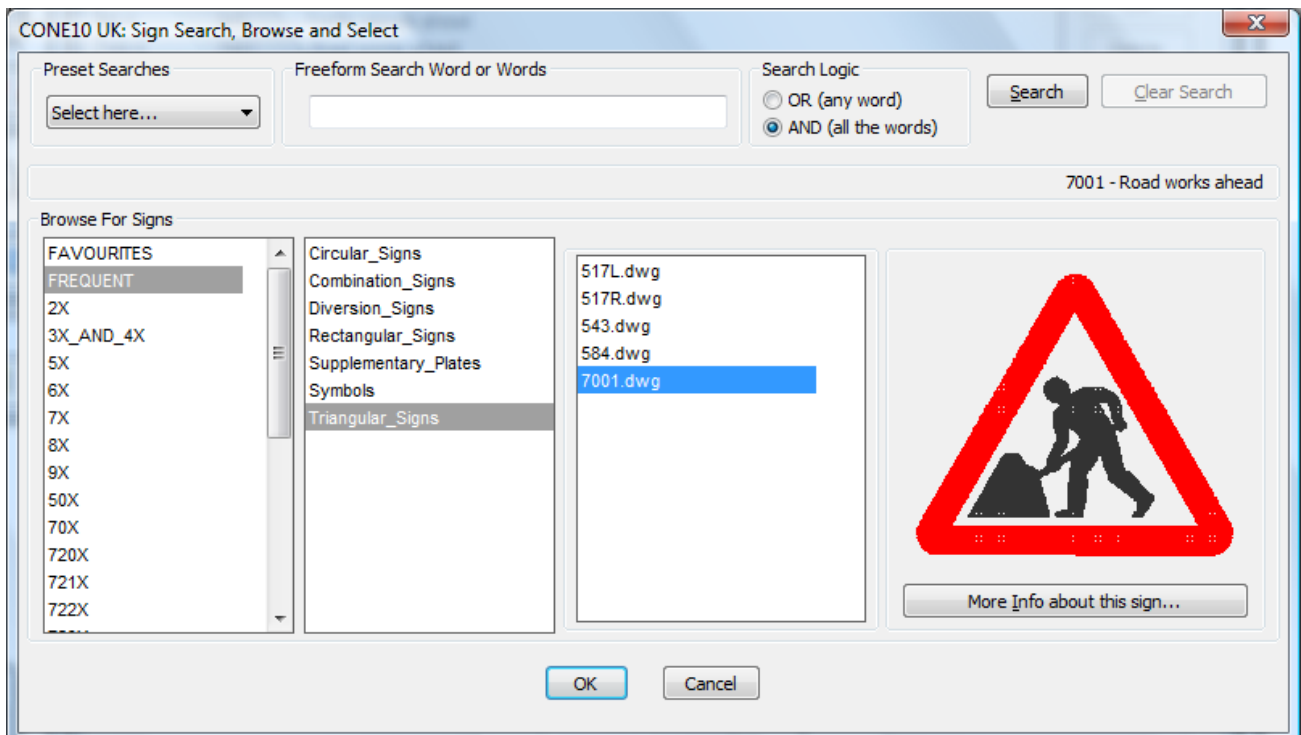 CONE10 UK: Sign Search, Browse and Select
Preset Searches
Freeform Search Word or Words
Search Logic
Select here...
OR (any word)
AND (all the words)
Search
Clear Search
7001 - Road works ahead
Browse For Signs
FAVOURITES
FREQUENT
2X
3X_AND_4X
5X
6X
7X
8X
9X
50X
70X
720X
721X
722X
Circular_Signs
Combination_Signs
Diversion_Signs
Rectangular_Signs
Supplementary_Plates
Symbols
Triangular_Signs
517L.dwg
517R.dwg
543.dwg
584.dwg
7001.dwg
More Info about this sign...
OK
Cancel